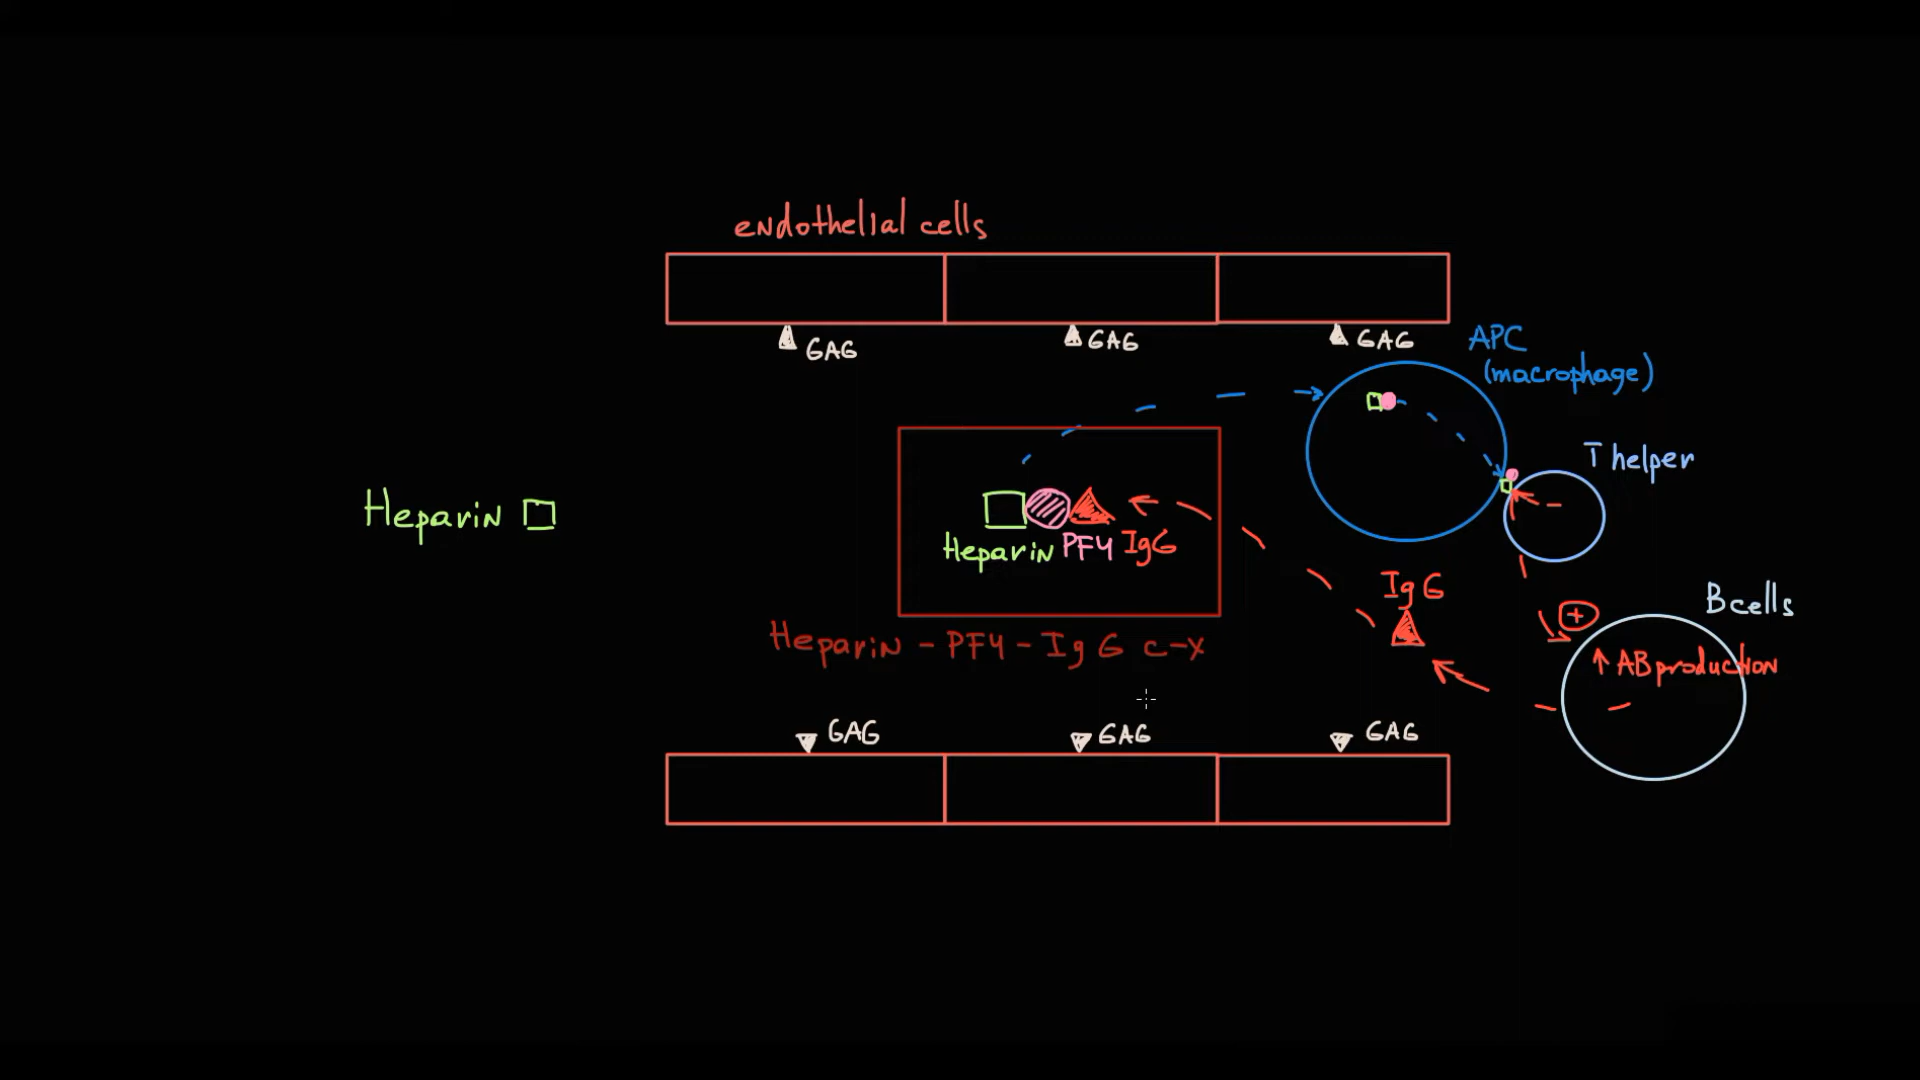 endothelial cells
GAG
GAG
GAG
APC
(macrophage)
T helper
Heparin
Heparin PF4 IgG
IgG
B cells
+
↑ AB production
Heparin - PF4 - IgG c-x
GAG
GAG
GAG